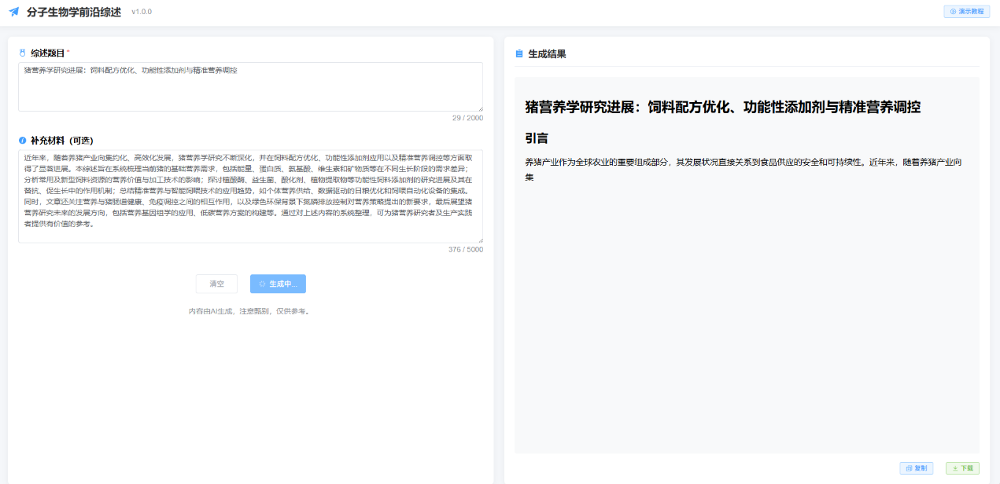 分子生物学前沿综述 v1.0.0
演示教程
综述题目 *
猪营养学研究进展：饲料配方优化、功能性添加剂与精准营养调控
29 / 2000
补充材料（可选）
近年来，随着养猪产业向集约化、高效化发展，猪营养学研究不断深化，并在饲料配方优化、功能性添加剂应用以及精准营养调控等方面取
得了显著进展。本综述旨在系统梳理当前猪的基础营养需求，包括能量、蛋白质、氨基酸、维生素和矿物质等在不同生长阶段的需求差异；
分析常用及新型饲料资源的营养价值与加工技术的影响；探讨植酸酶、益生菌、酸化剂、植物提取物等功能性饲料添加剂的研究进展及其在
替抗、促生长中的作用机制；总结精准营养与智能饲喂技术的应用趋势，如个体营养供给、数据驱动的日粮优化和饲喂自动化设备的集成。
同时，文章还关注营养与猪肠道健康、免疫调控之间的相互作用，以及绿色环保背景下氮磷排放控制对营养策略提出的新要求，最后展望猪
营养研究未来的发展方向，包括营养基因组学的应用、低碳营养方案的构建等。通过对上述内容的系统整理，可为猪营养研究者及生产实践
者提供有价值的参考。
376 / 5000
清空
生成中...
内容由AI生成，注意甄别，仅供参考。
生成结果
猪营养学研究进展：饲料配方优化、功能性添加剂与精准营养调控
引言
养猪产业作为全球农业的重要组成部分，其发展状况直接关系到食品供应的安全和可持续性。近年来，随着养猪产业向
集
复制
下载